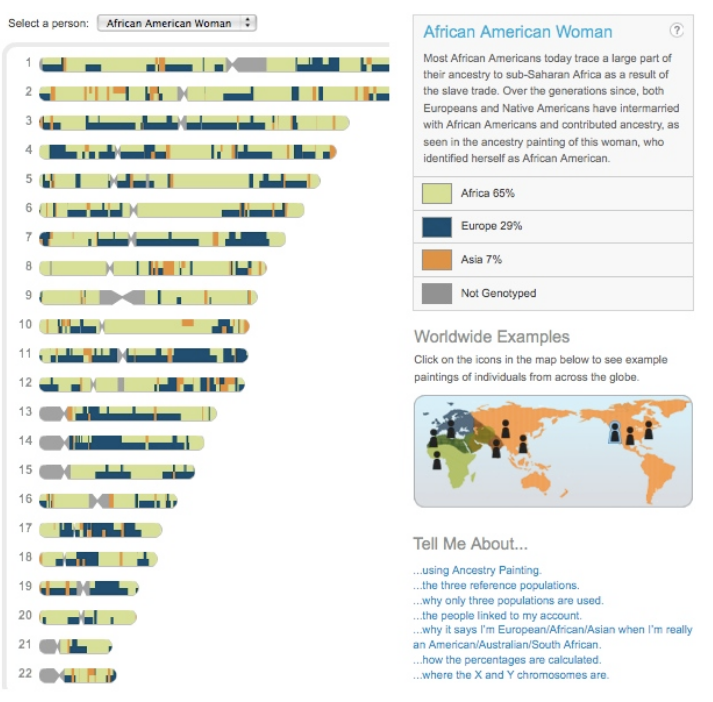 Select a person: African American Woman
1
2
3
4
5
6
7
8
9
10
11
12
13
14
15
16
17
18
19
20
21
22
African American Woman ?
Most African Americans today trace a large part of
their ancestry to sub-Saharan Africa as a result of
the slave trade. Over the generations since, both
Europeans and Native Americans have intermarried
with African Americans and contributed ancestry, as
seen in the ancestry painting of this woman, who
identified herself as African American.
Africa 65%
Europe 29%
Asia 7%
Not Genotyped
Worldwide Examples
Click on the icons in the map below to see example
paintings of individuals from across the globe.
Tell Me About...
...using Ancestry Painting.
...the three reference populations.
...why only three populations are used.
...the people linked to my account.
...why it says I'm European/African/Asian when I'm really
an American/Australian/South African.
...how the percentages are calculated.
...where the X and Y chromosomes are.